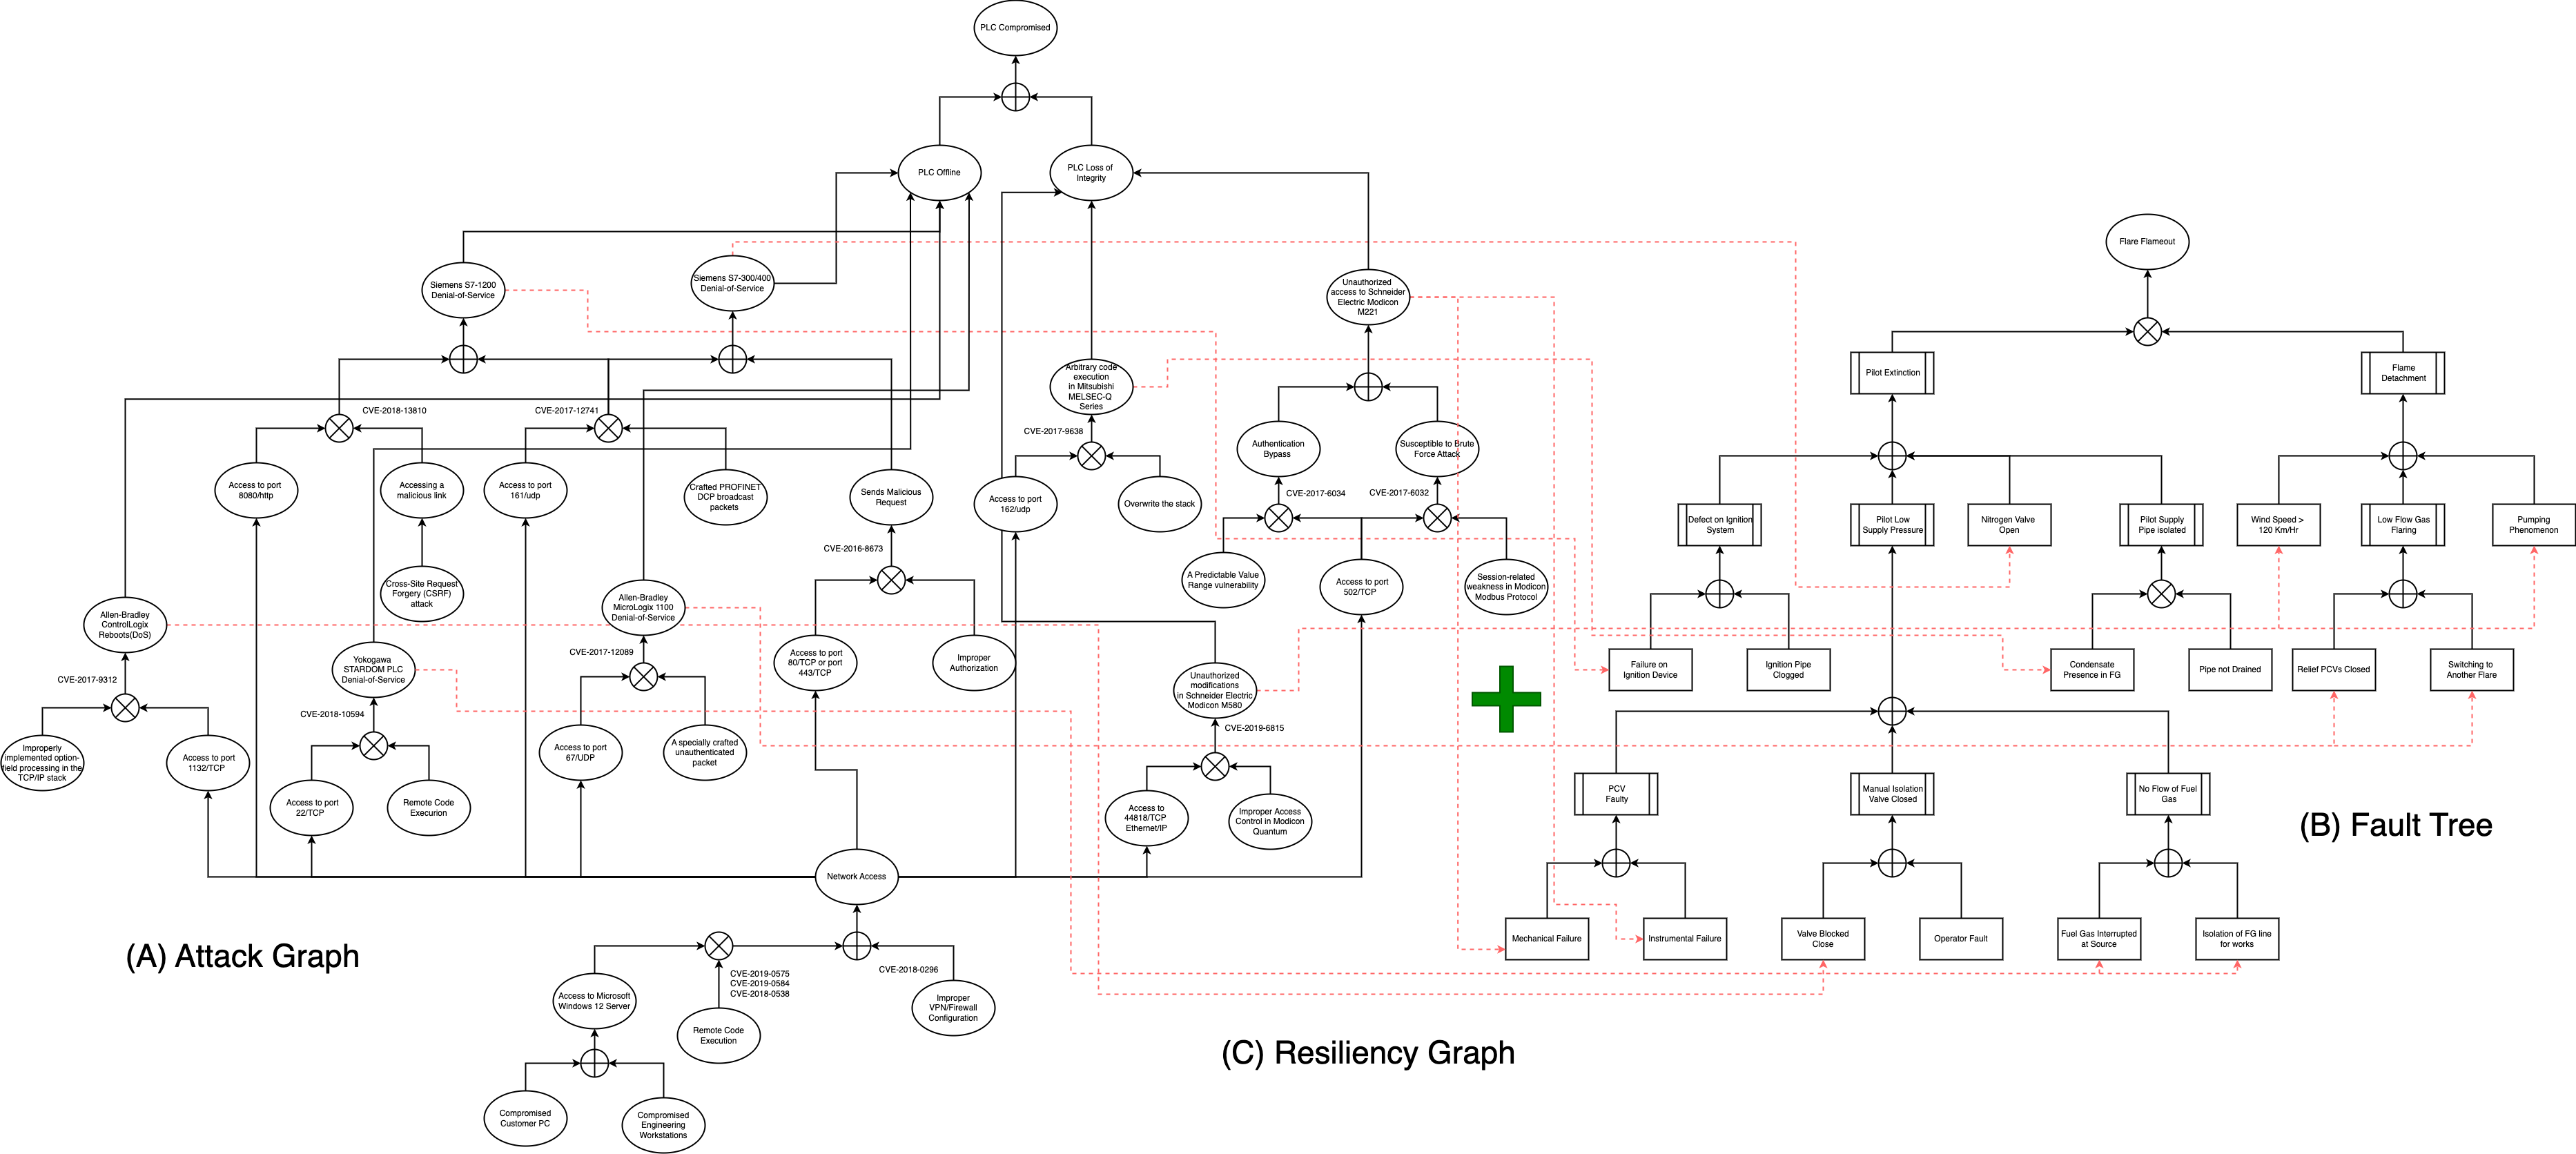 PLC Compromised
PLC Offline
PLC Loss of
Integrity
Flare Flameout
Siemens S7-1200
Denial-of-Service
Siemens S7-300/400
Denial-of-Service
Unauthorized
access to Schneider
Electric Modicon
M221
Pilot Extinction
Flame
Detachment
Arbitrary code
execution
in Mitsubishi
MELSEC-Q
Series
CVE-2018-13810
CVE-2017-12741
CVE-2017-9638
Authentication
Bypass
Susceptible to Brute
Force Attack
Access to port
8080/http
Accessing a
malicious link
Access to port
161/udp
Crafted PROFINET
DCP broadcast
packets
Sends Malicious
Request
Access to port
162/udp
Overwrite the stack
CVE-2017-6034
CVE-2017-6032
Defect on Ignition
System
Pilot Low
Supply Pressure
Nitrogen Valve
Open
Pilot Supply
Pipe isolated
Wind Speed >
120 Km/Hr
Low Flow Gas
Flaring
Pumping
Phenomenon
CVE-2016-8673
Cross-Site Request
Forgery (CSRF)
attack
A Predictable Value
Range vulnerability
Access to port
502/TCP
Session-related
weakness in Modicon
Modbus Protocol
Allen-Bradley
ControlLogix
Reboots(DoS)
Allen-Bradley
MicroLogix 1100
Denial-of-Service
CVE-2017-12089
Yokogawa
STARDOM PLC
Denial-of-Service
Access to port
80/TCP or port
443/TCP
Improper
Authorization
Unauthorized
modifications
in Schneider Electric
Modicon M580
Failure on
Ignition Device
Ignition Pipe
Clogged
Condensate
Presence in FG
Pipe not Drained
Relief PCVs Closed
Switching to
Another Flare
CVE-2017-9312
CVE-2018-10594
CVE-2019-6815
Improperly
implemented option-
field processing in the
TCP/IP stack
Access to port
1132/TCP
Access to port
67/UDP
A specially crafted
unauthenticated
packet
Access to port
22/TCP
Remote Code
Execurion
Access to
44818/TCP
Ethernet/IP
Improper Access
Control in Modicon
Quantum
PCV
Faulty
Manual Isolation
Valve Closed
No Flow of Fuel
Gas
(B) Fault Tree
Network Access
Mechanical Failure
Instrumental Failure
Valve Blocked
Close
Operator Fault
Fuel Gas Interrupted
at Source
Isolation of FG line
for works
(A) Attack Graph
CVE-2019-0575
CVE-2019-0584
CVE-2018-0538
CVE-2018-0296
Access to Microsoft
Windows 12 Server
Remote Code
Execution
Improper
VPN/Firewall
Configuration
(C) Resiliency Graph
Compromised
Customer PC
Compromised
Engineering
Workstations